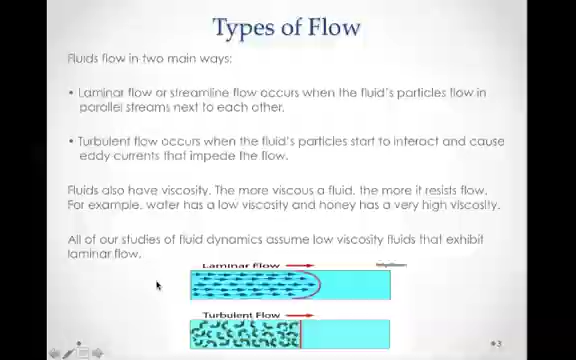 Types of Flow
Fluids flow in two main ways:
• Laminar flow or streamline flow occurs when the fluid's particles flow in
parallel streams next to each other.
• Turbulent flow occurs when the fluid's particles start to interact and cause
eddy currents that impede the flow.
Fluids also have viscosity. The more viscous a fluid, the more it resists flow.
For example, water has a low viscosity and honey has a very high viscosity.
All of our studies of fluid dynamics assume low viscosity fluids that exhibit
laminar flow.
Laminar Flow
Turbulent Flow
3